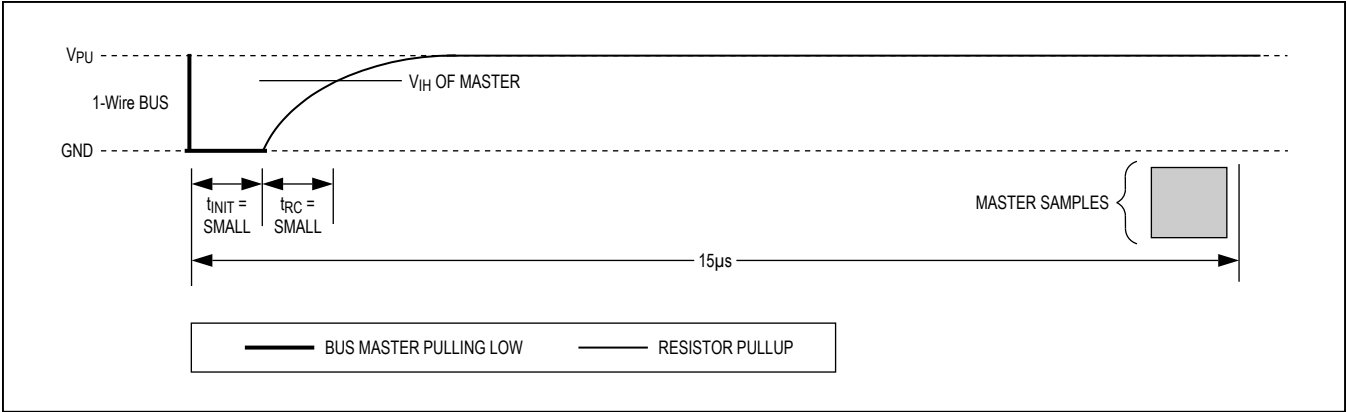 VPU
VIH OF MASTER
1-Wire BUS
GND
tINIT =
SMALL
tRC =
SMALL
MASTER SAMPLES
15µs
BUS MASTER PULLING LOW
RESISTOR PULLUP